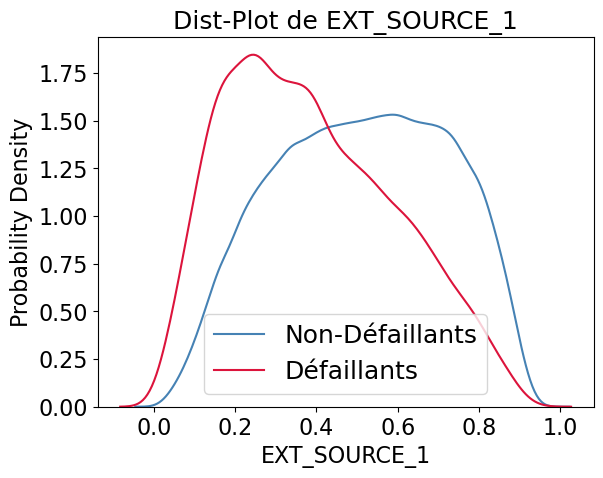 Dist-Plot de EXT_SOURCE_1
Probability Density
1.75
1.50
1.25
1.00
0.75
0.50
0.25
0.00
Non-Défaillants
Défaillants
0.0 0.2 0.4 0.6 0.8 1.0
EXT_SOURCE_1